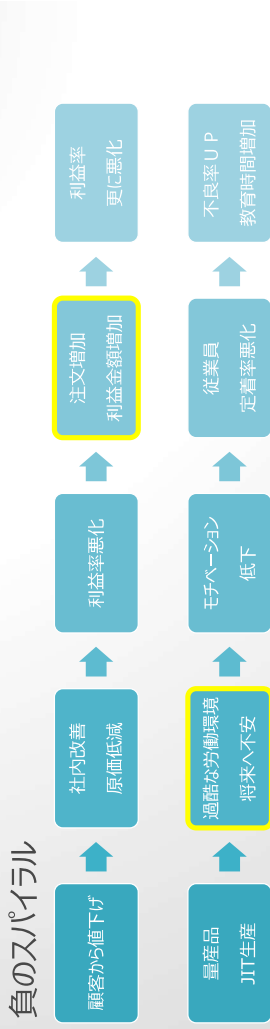 負のスパイラル
顧客から値下げ
社内改善
原価低減
利益率悪化
注文増加
利益金額増加
利益率
更に悪化
量産品
JIT生産
過酷な労働環境
将来へ不安
モチベーション
低下
従業員
定着率悪化
不良率UP
教育時間増加